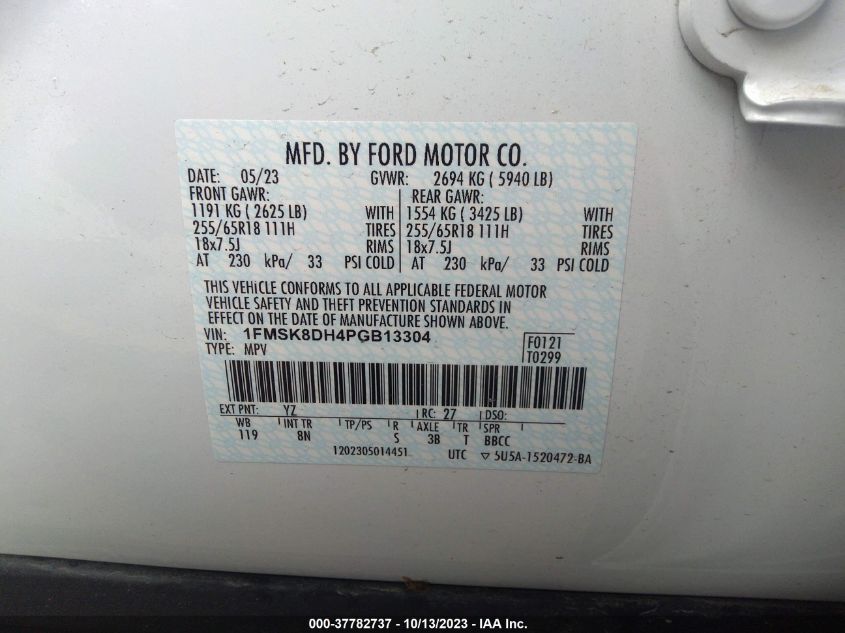 MFD. BY FORD MOTOR CO.
DATE: 05/23 GVWR: 2694 KG ( 5940 LB)
FRONT GAWR: REAR GAWR:
1191 KG ( 2625 LB) WITH 1554 KG ( 3425 LB) WITH
255/65R18 111H TIRES 255/65R18 111H TIRES
18x7.5J RIMS 18x7.5J RIMS
AT 230 kPa/ 33 PSI COLD AT 230 kPa/ 33 PSI COLD
THIS VEHICLE CONFORMS TO ALL APPLICABLE FEDERAL MOTOR
VEHICLE SAFETY AND THEFT PREVENTION STANDARDS IN
EFFECT ON THE DATE OF MANUFACTURE SHOWN ABOVE.
VIN: 1FMSK8DH4PGB13304 F0121
TYPE: MPV T0299
EXT PNT: YZ RC: 27 DSO:
WB INT TR TP/PS R AXLE TR SPR
119 8N S 3B T BBCC
1202305014451 UTC ▽ 5U5A-1520472-BA
000-37782737 - 10/13/2023 - IAA Inc.